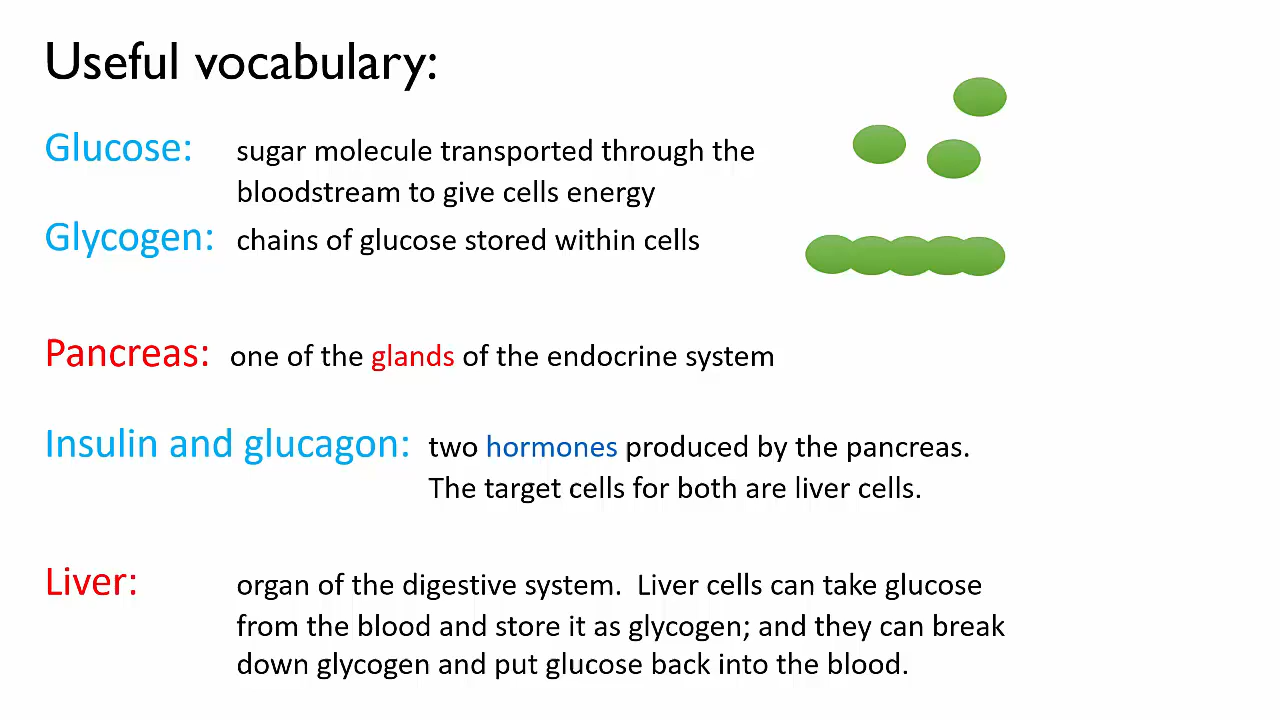 Useful vocabulary:
Glucose: sugar molecule transported through the
bloodstream to give cells energy
Glycogen: chains of glucose stored within cells
Pancreas: one of the glands of the endocrine system
Insulin and glucagon: two hormones produced by the pancreas.
The target cells for both are liver cells.
Liver: organ of the digestive system.  Liver cells can take glucose
from the blood and store it as glycogen; and they can break
down glycogen and put glucose back into the blood.